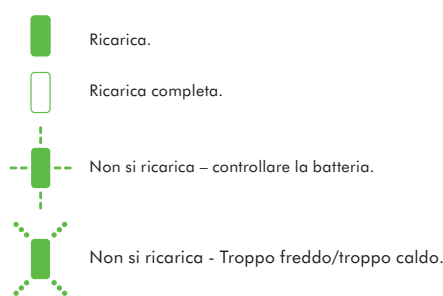 Ricarica.
Ricarica completa.
Non si ricarica – controllare la batteria.
Non si ricarica - Troppo freddo/troppo caldo.